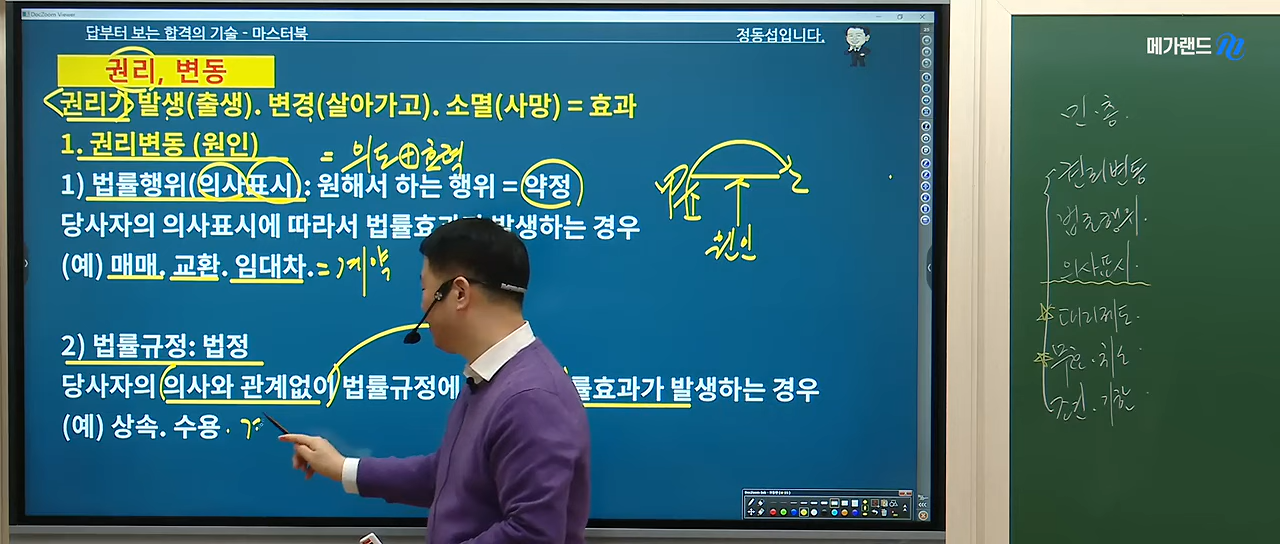 DocZoom Viewer
답부터 보는 합격의 기술 - 마스터북
정동섭입니다.
메가랜드
권리, 변동
권리가 발생(출생). 변경(살아가고). 소멸(사망) = 효과
1. 권리변동 (원인)
= 의도⊕효력
1) 법률행위(의사표시): 원해서 하는 행위 = 약정
당사자의 의사표시에 따라서 법률효과가 발생하는 경우
(예) 매매. 교환. 임대차. = 계약
甲 乙
원인
2) 법률규정: 법정
당사자의 의사와 관계없이 법률규정에 률효과가 발생하는 경우
(예) 상속. 수용.
민·총.
권리변동
법률행위.
의사표시.
대리제도.
무효·취소
조건·기한